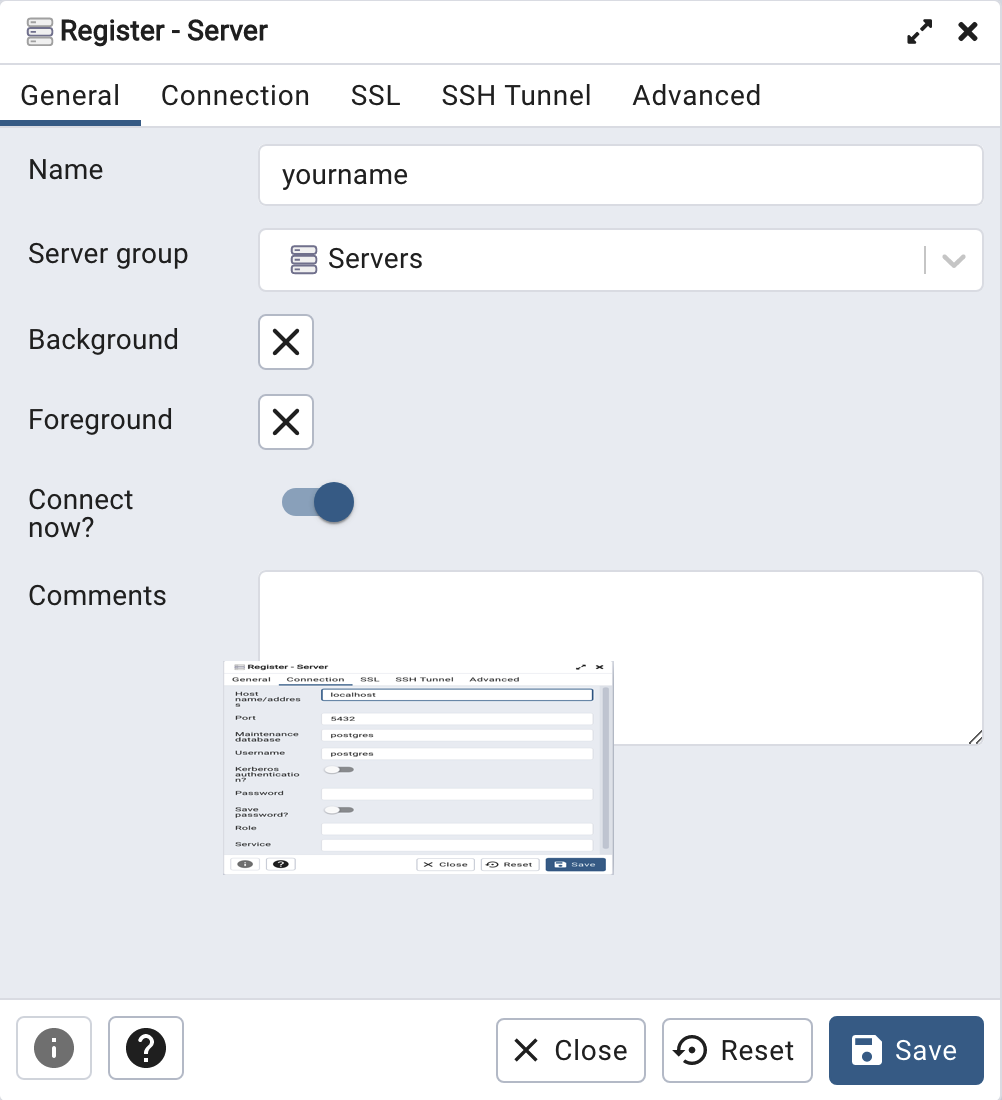 Register - Server
General Connection SSL SSH Tunnel Advanced
Name
yourname
Server group
Servers
Background
Foreground
Connect
now?
Comments
Register - Server
General Connection SSL SSH Tunnel Advanced
Host
name/addres
s
localhost
Port
5432
Maintenance
database
postgres
Username
postgres
Kerberos
authenticatio
n?
Password
Save
password?
Role
Service
Close Reset Save
Close Reset Save